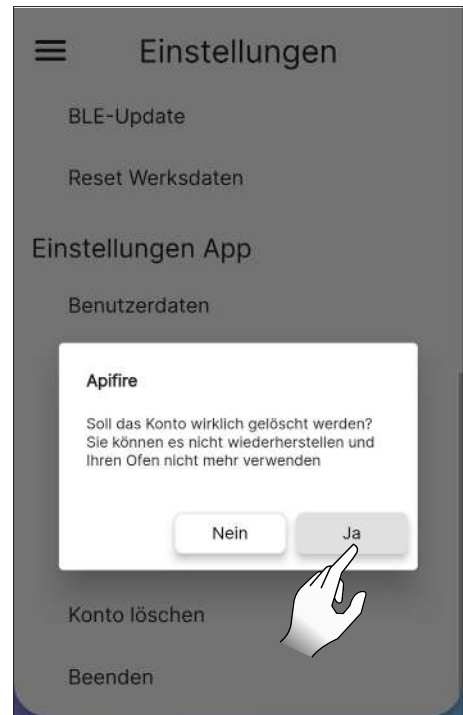 Einstellungen
BLE-Update
Reset Werksdaten
Einstellungen App
Benutzerdaten
Apifire
Soll das Konto wirklich gelöscht werden?
Sie können es nicht wiederherstellen und
Ihren Ofen nicht mehr verwenden
Nein Ja
Konto löschen
Beenden